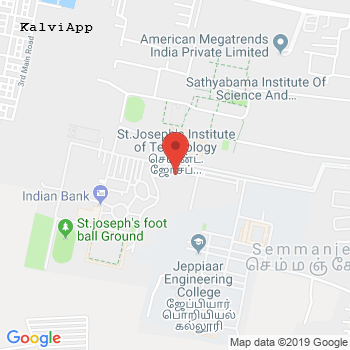 KalviApp
3rd Main Road
American Megatrends
India Private Limited
Sathyabama Institute Of
Science And...
St.Joseph's Institute
of Technology
ஜோசப்...
Indian Bank
St.joseph's foot
ball Ground
Jeppiaar
Engineering
College
ஜேப்பியார்
பொறியியல்
கல்லூரி
Semmanje
செம்மஞ்சே
Google
Map data ©2019 Google